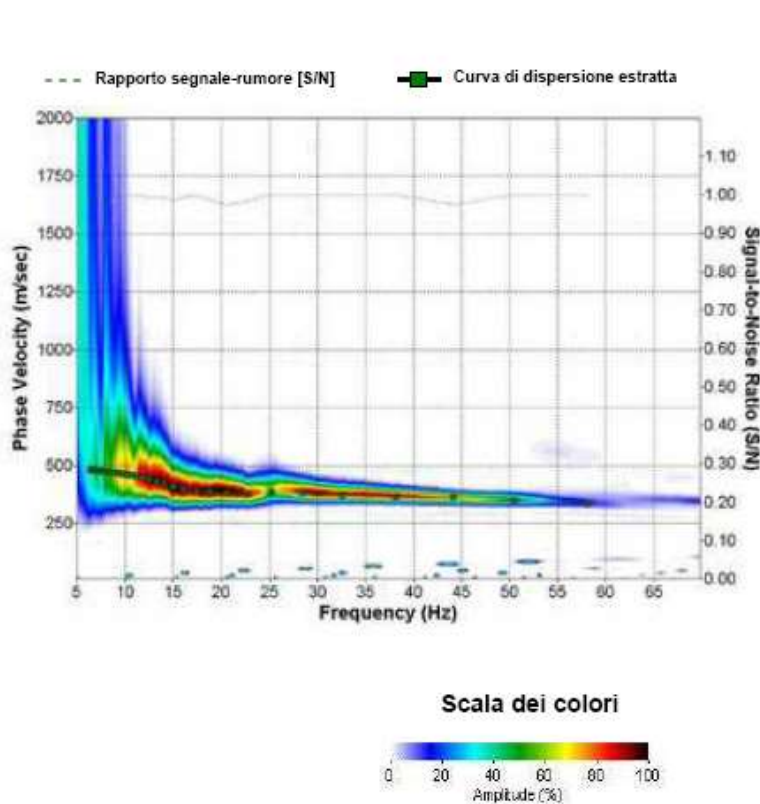 Rapporto segnale-rumore [S/N] Curva di dispersione estratta
2000
1750
1500
1250
1000
750
500
250
Phase Velocity (m/sec)
1.10
1.00
0.90
0.80
0.70
0.60
0.50
0.40
0.30
0.20
0.10
0.00
Signal-to-Noise Ratio (S/N)
5 10 15 20 25 30 35 40 45 50 55 60 65
Frequency (Hz)
Scala dei colori
0 20 40 60 80 100
Amplitude (%)